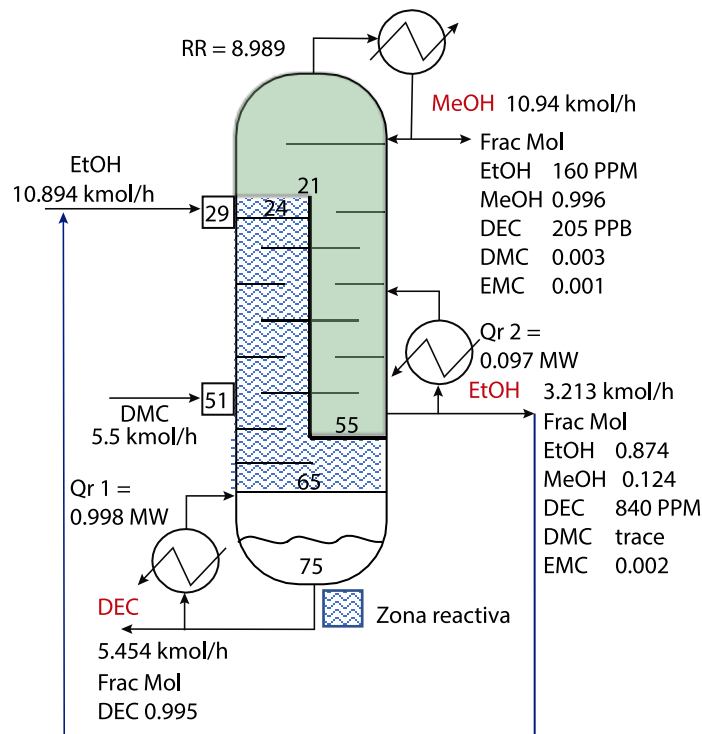 RR = 8.989
MeOH 10.94 kmol/h
Frac Mol
EtOH 160 PPM
MeOH 0.996
DEC 205 PPB
DMC 0.003
EMC 0.001
EtOH
10.894 kmol/h
29
21
24
Qr 2 =
0.097 MW
51
DMC
5.5 kmol/h
EtOH 3.213 kmol/h
Frac Mol
EtOH 0.874
MeOH 0.124
DEC 840 PPM
DMC trace
EMC 0.002
55
65
Qr 1 =
0.998 MW
75
DEC
5.454 kmol/h
Frac Mol
DEC 0.995
Zona reactiva